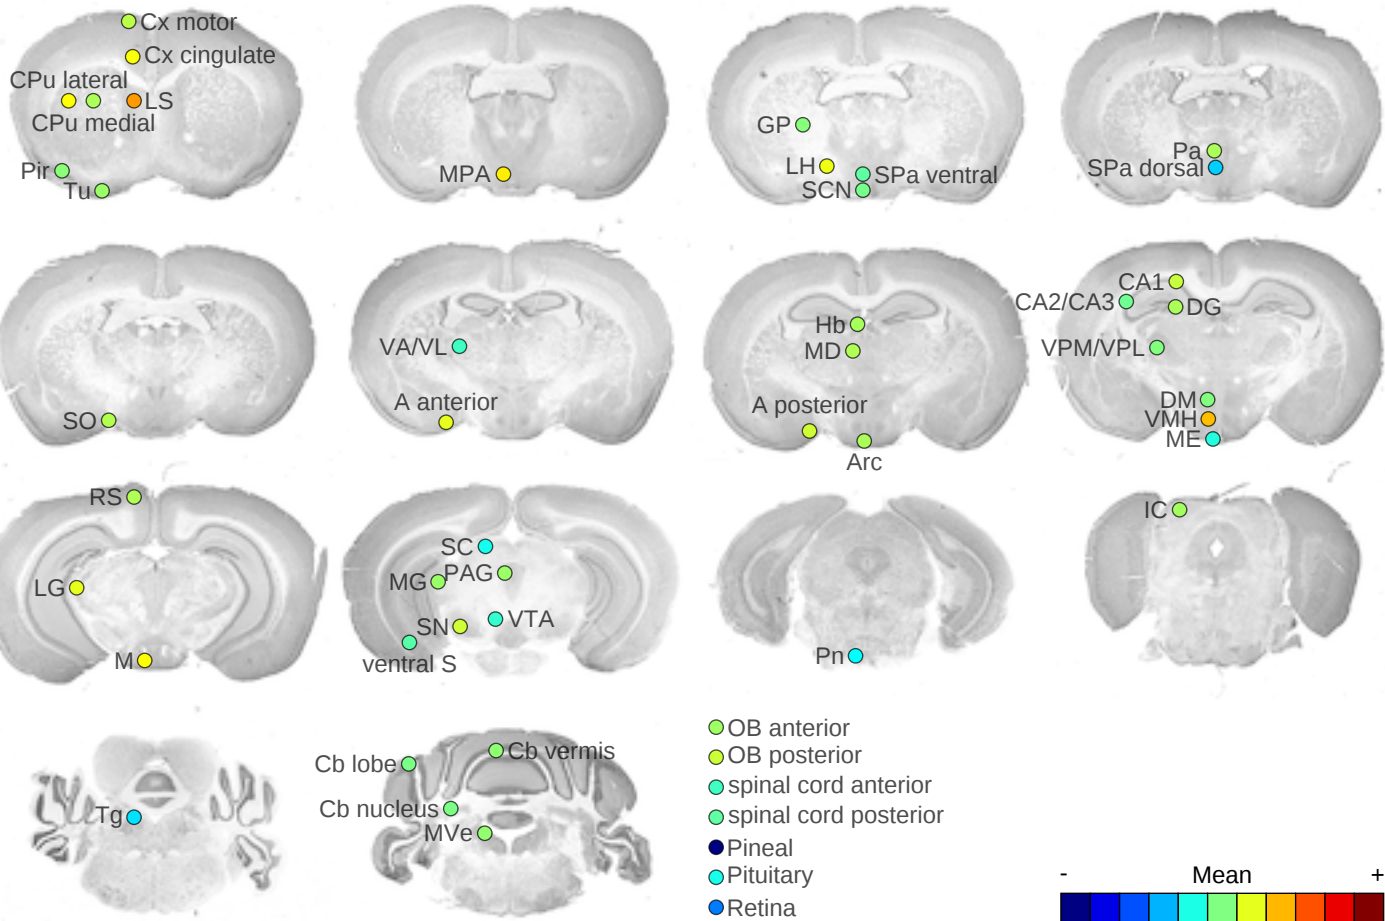 Cx motor
Cx cingulate
CPu lateral
LS
CPu medial
Pir
Tu
MPA
GP
LH
SPa ventral
SCN
Pa
SPa dorsal
SO
VA/VL
A anterior
Hb
MD
A posterior
Arc
CA1
CA2/CA3
DG
VPM/VPL
DM
VMH
ME
RS
LG
M
SC
PAG
MG
VTA
SN
ventral S
Pn
IC
Tg
Cb vermis
Cb lobe
Cb nucleus
MVe
OB anterior
OB posterior
spinal cord anterior
spinal cord posterior
Pineal
Pituitary
Retina
- Mean +